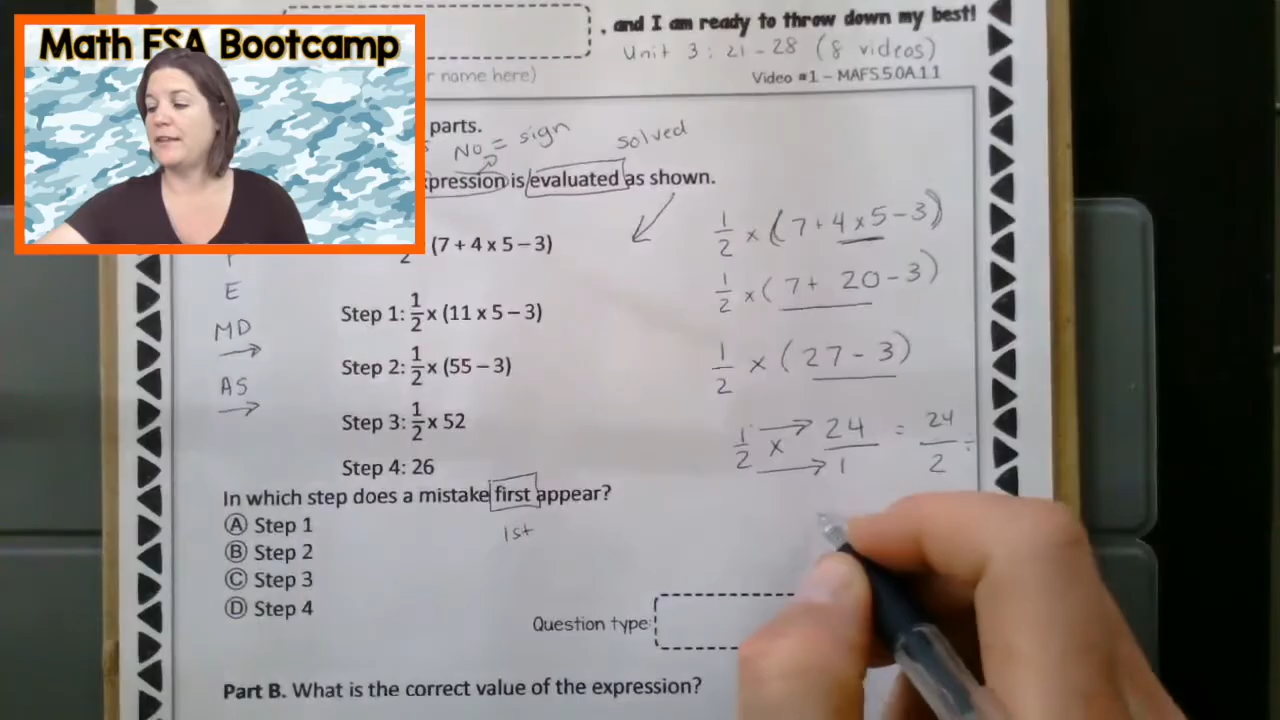 Math FSA Bootcamp
, and I am ready to throw down my best!
Unit 3: 21-28 (8 videos)
r name here)
Video #1 – MAFS.5.OA.1.1
parts.
No = sign
solved
pression is evaluated as shown.
(7 + 4 x 5 – 3)
2
E
MD
AS
Step 1: 1/2 x (11 x 5 – 3)
Step 2: 1/2 x (55 – 3)
Step 3: 1/2 x 52
Step 4: 26
1/2 x (7 + 4 x 5 - 3)
1/2 x (7 + 20 - 3)
1/2 x (27 - 3)
1/2 x 24/1 = 24/2 ÷
In which step does a mistake first appear?
1st
Ⓐ Step 1
Ⓑ Step 2
Ⓒ Step 3
Ⓓ Step 4
Question type:
Part B. What is the correct value of the expression?